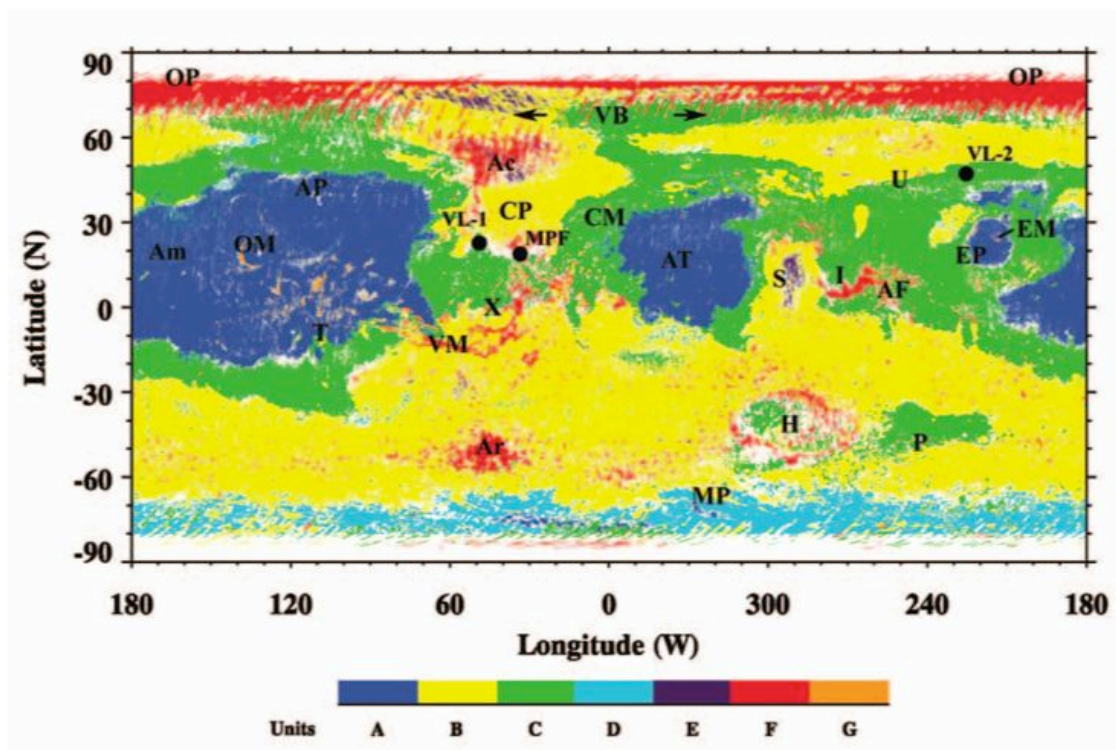 90
OP
OP
VB
60
Ac
VL-2
U
AP
CP
VL-1
CM
30
MPF
EM
Am
OM
AT
EP
S
I
AF
0
X
T
VM
-30
H
Ar
P
-60
MP
-90
Latitude (N)
180
120
60
0
300
240
180
Longitude (W)
Units A B C D E F G